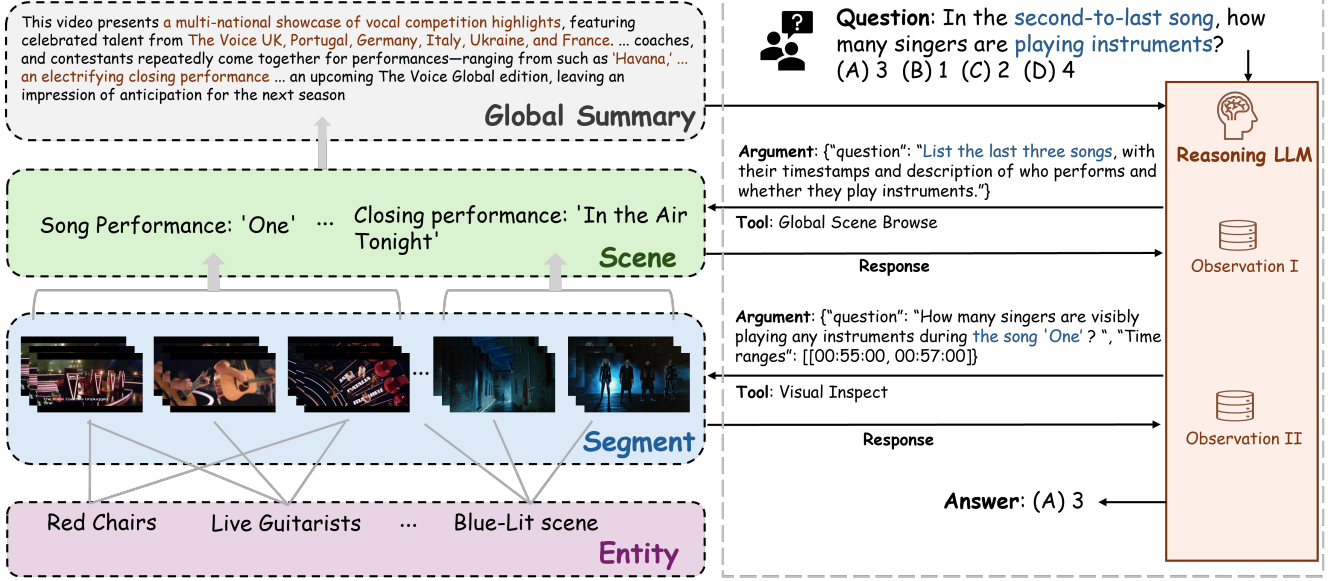 This video presents a multi-national showcase of vocal competition highlights, featuring
celebrated talent from The Voice UK, Portugal, Germany, Italy, Ukraine, and France. ... coaches,
and contestants repeatedly come together for performances—ranging from such as 'Havana,' ...
an electrifying closing performance ... an upcoming The Voice Global edition, leaving an
impression of anticipation for the next season
Global Summary
Song Performance: 'One'
...
Closing performance: 'In the Air
Tonight'
Scene
...
Segment
Red Chairs
Live Guitarists
...
Blue-Lit scene
Entity
Question: In the second-to-last song, how
many singers are playing instruments?
(A) 3 (B) 1 (C) 2 (D) 4
Reasoning LLM
Argument: {“question”: “List the last three songs, with
their timestamps and description of who performs and
whether they play instruments.”}
Tool: Global Scene Browse
Response
Observation I
Argument: {“question”: “How many singers are visibly
playing any instruments during the song ‘One’ ? “, “Time
ranges”: [[00:55:00, 00:57:00]}
Tool: Visual Inspect
Response
Observation II
Answer: (A) 3